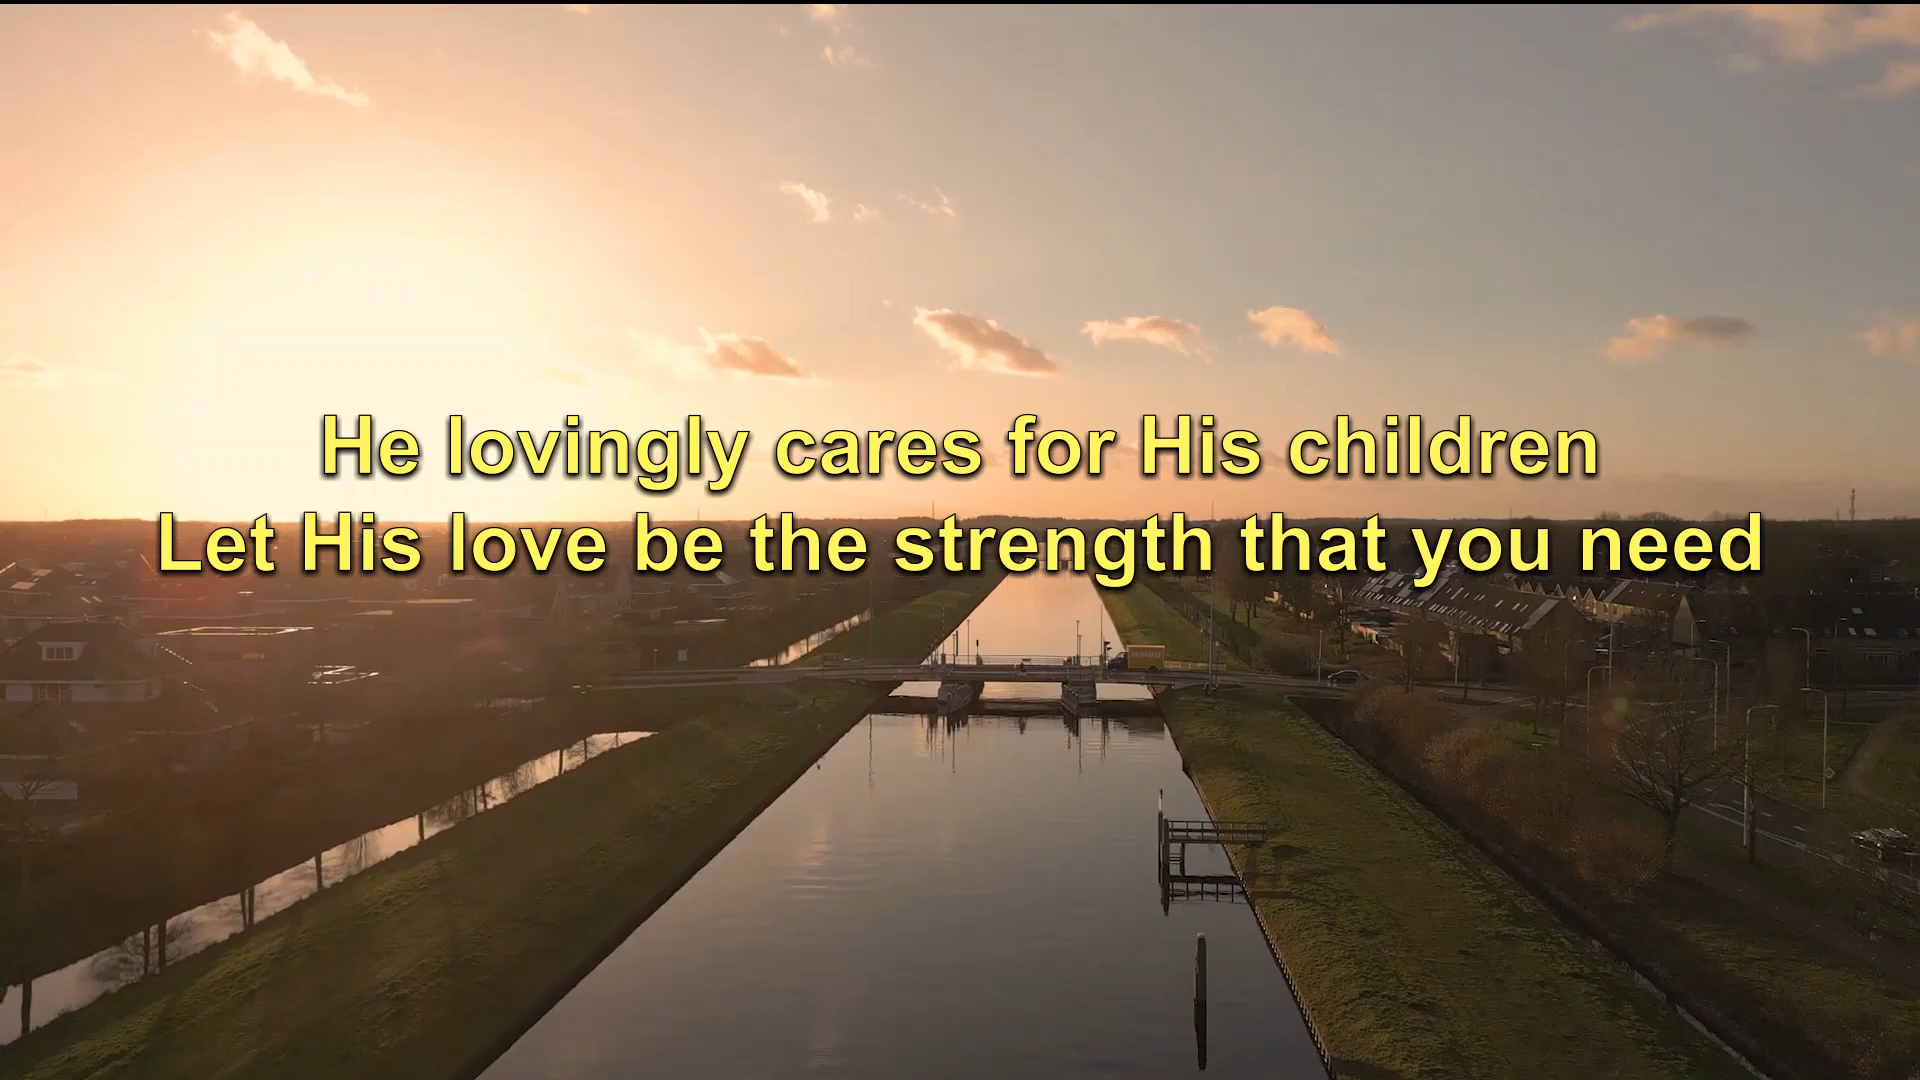 He lovingly cares for His children
Let His love be the strength that you need